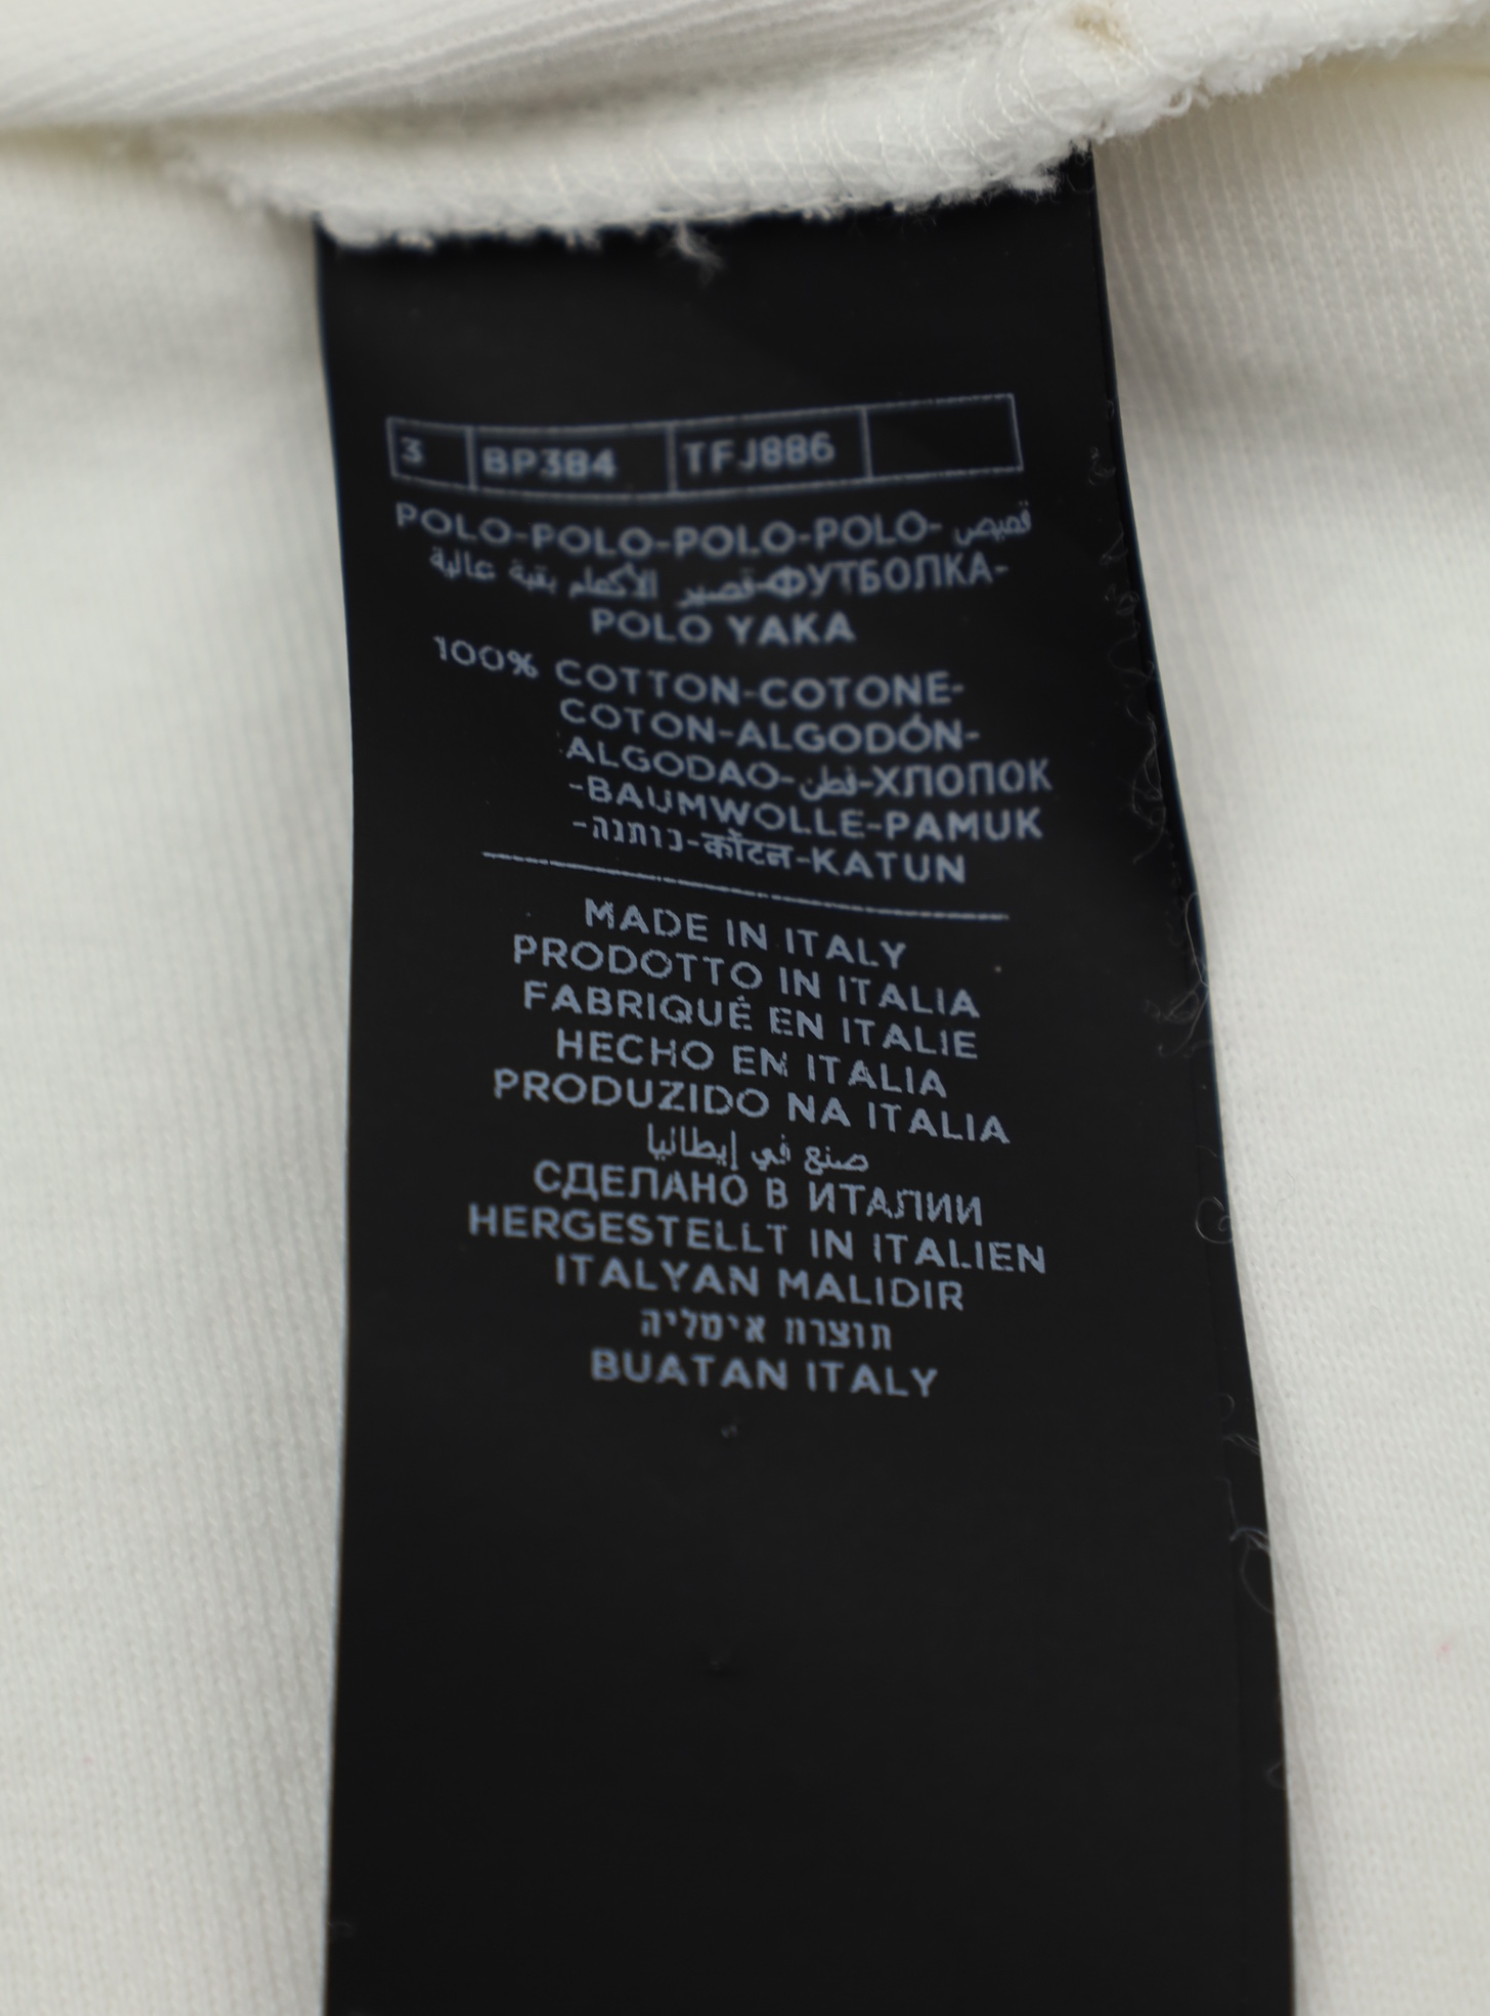 3 BP384 TFJ886
POLO-POLO-POLO-POLO- قميص
قصير الأكمام بقبة عالية-ФУТБОЛКА-
POLO YAKA
100% COTTON-COTONE-
COTON-ALGODÓN-
ALGODAO-قطن-ХЛОПОК
-BAUMWOLLE-PAMUK
-כותנה-कॉटन-KATUN
MADE IN ITALY
PRODOTTO IN ITALIA
FABRIQUÉ EN ITALIE
HECHO EN ITALIA
PRODUZIDO NA ITALIA
صنع في إيطاليا
СДЕЛАНО В ИТАЛИИ
HERGESTELLT IN ITALIEN
ITALYAN MALIDIR
תוצרת איטליה
BUATAN ITALY